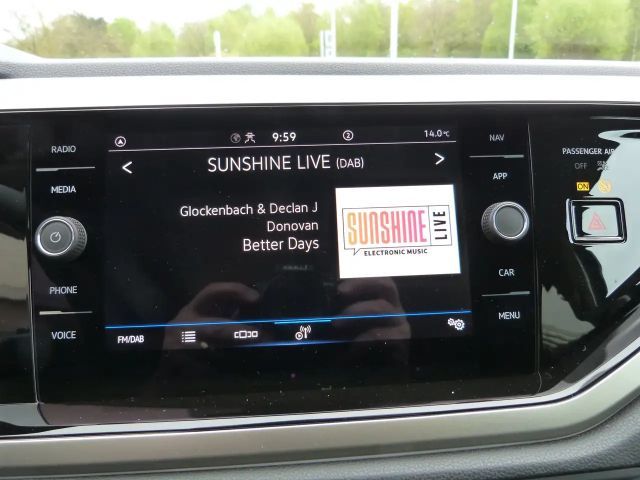 9:59
2
14.0°C
SUNSHINE LIVE (DAB)
Glockenbach & Declan J
Donovan
Better Days
SUNSHINE
LIVE
ELECTRONIC MUSIC
FM/DAB
RADIO
MEDIA
PHONE
VOICE
NAV
APP
CAR
MENU
PASSENGER AIR
OFF
ON